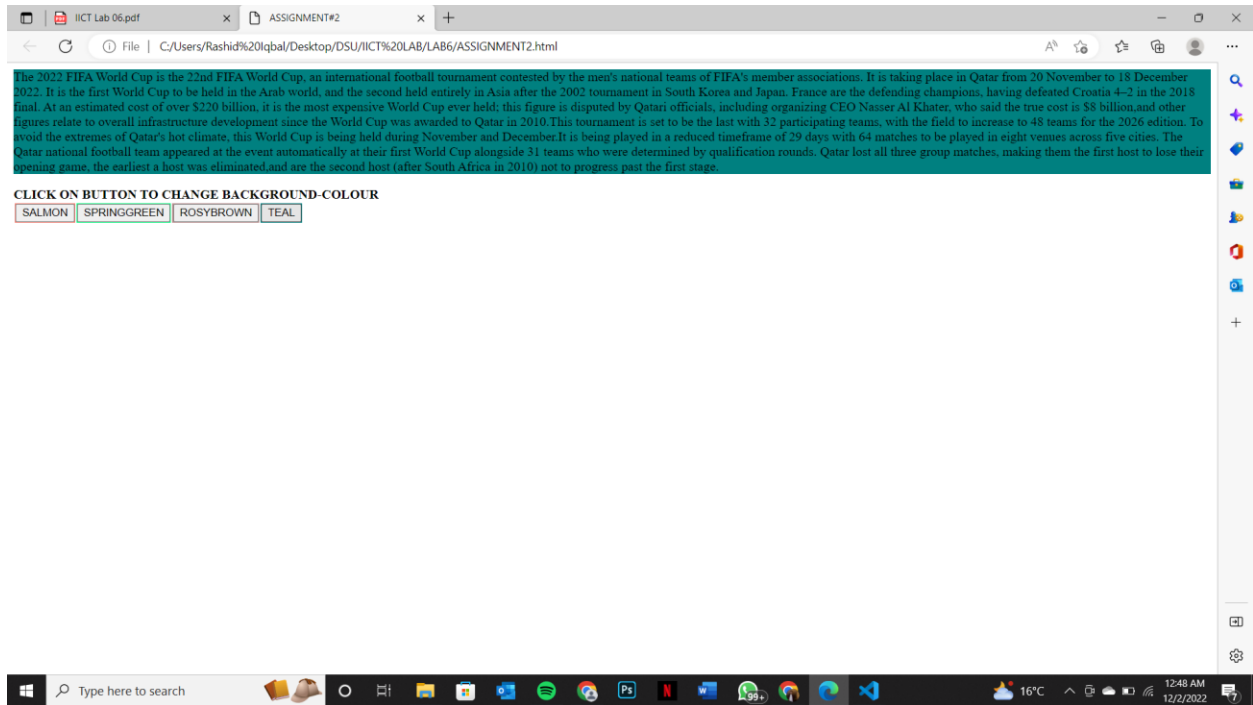 IICT Lab 06.pdf
ASSIGNMENT#2
File | C:/Users/Rashid%20Iqbal/Desktop/DSU/IICT%20LAB/LAB6/ASSIGNMENT2.html
The 2022 FIFA World Cup is the 22nd FIFA World Cup, an international football tournament contested by the men's national teams of FIFA's member associations. It is taking place in Qatar from 20 November to 18 December
2022. It is the first World Cup to be held in the Arab world, and the second held entirely in Asia after the 2002 tournament in South Korea and Japan. France are the defending champions, having defeated Croatia 4–2 in the 2018
final. At an estimated cost of over $220 billion, it is the most expensive World Cup ever held; this figure is disputed by Qatari officials, including organizing CEO Nasser Al Khater, who said the true cost is $8 billion,and other
figures relate to overall infrastructure development since the World Cup was awarded to Qatar in 2010.This tournament is set to be the last with 32 participating teams, with the field to increase to 48 teams for the 2026 edition. To
avoid the extremes of Qatar's hot climate, this World Cup is being held during November and December.It is being played in a reduced timeframe of 29 days with 64 matches to be played in eight venues across five cities. The
Qatar national football team appeared at the event automatically at their first World Cup alongside 31 teams who were determined by qualification rounds. Qatar lost all three group matches, making them the first host to lose their
opening game, the earliest a host was eliminated,and are the second host (after South Africa in 2010) not to progress past the first stage.
CLICK ON BUTTON TO CHANGE BACKGROUND-COLOUR
SALMON SPRINGGREEN ROSYBROWN TEAL
Type here to search
Ps
N
99+
16°C
12:48 AM
12/2/2022
7